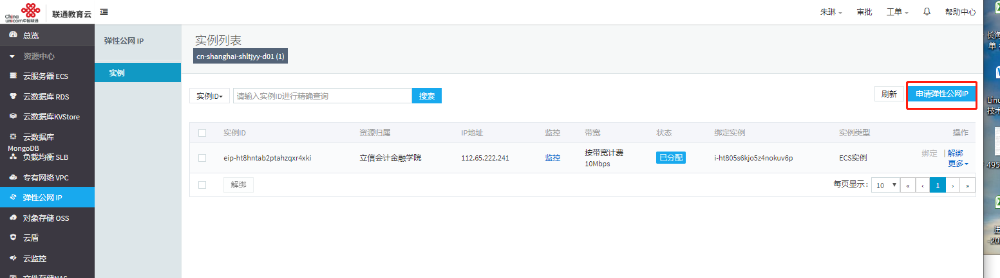 China
unicom中国联通
联通教育云
朱琳
审批
工单
帮助中心
总览
资源中心
云服务器 ECS
云数据库 RDS
云数据库KVStore
云数据库
MongoDB
负载均衡 SLB
专有网络 VPC
弹性公网 IP
对象存储 OSS
云盾
云监控
文件存储NAS
弹性公网 IP
实例
实例列表
cn-shanghai-shltjyy-d01 (1)
实例ID
请输入实例ID进行精确查询
搜索
刷新
申请弹性公网IP
实例ID 资源归属 IP地址 监控 带宽 状态 绑定实例 实例类型 操作
eip-ht8hntab2ptahzqxr4xki 立信会计金融学院 112.65.222.241 监控 按带宽计费 已分配 i-ht805s6kjo5z4nokuv6p ECS实例 绑定 | 解绑
10Mbps 更多
解绑
每页显示： 10 « ‹ 1 › »
长海
单
Linu
技术
495
-20